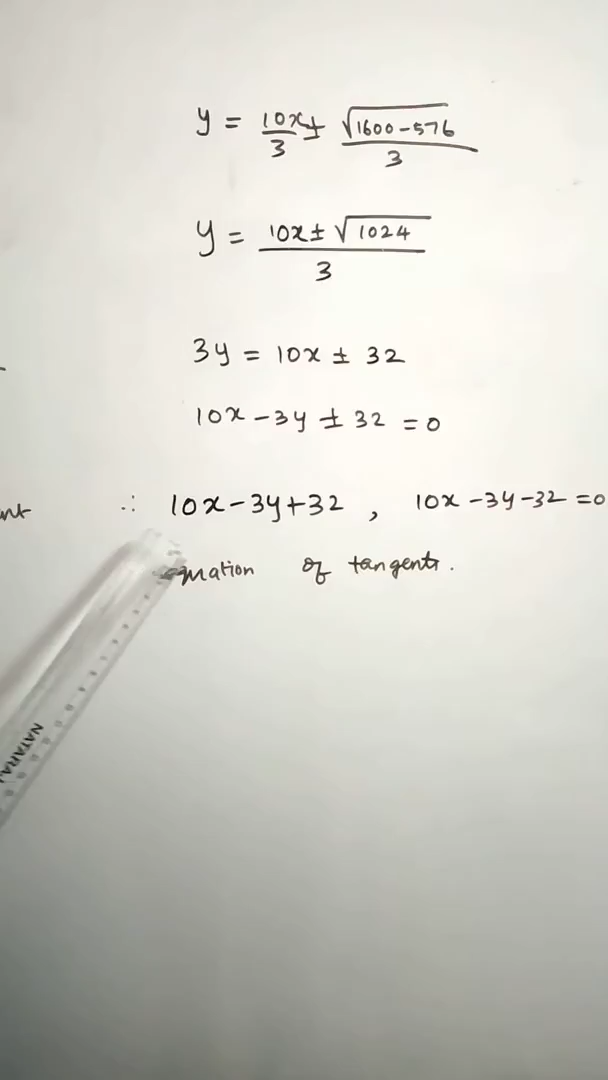 y = 10x/3 ± √1600-576/3
y = 10x ± √1024/3
3y = 10x ± 32
10x - 3y ± 32 = 0
∴ 10x - 3y + 32 , 10x - 3y - 32 = 0
of tangents.